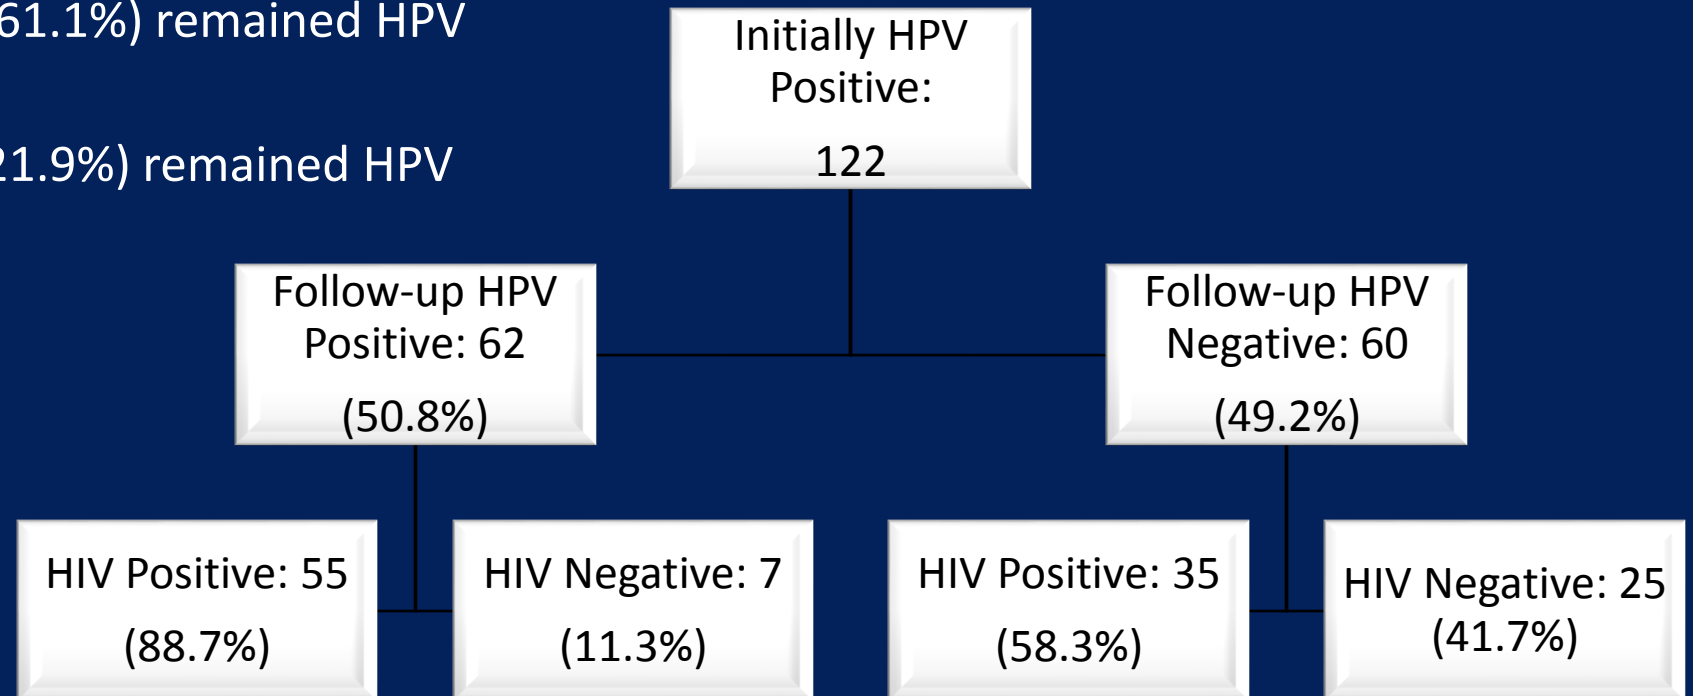 61.1%) remained HPV
21.9%) remained HPV
Initially HPV
Positive:
122
Follow-up HPV
Positive: 62
(50.8%)
Follow-up HPV
Negative: 60
(49.2%)
HIV Positive: 55
(88.7%)
HIV Negative: 7
(11.3%)
HIV Positive: 35
(58.3%)
HIV Negative: 25
(41.7%)